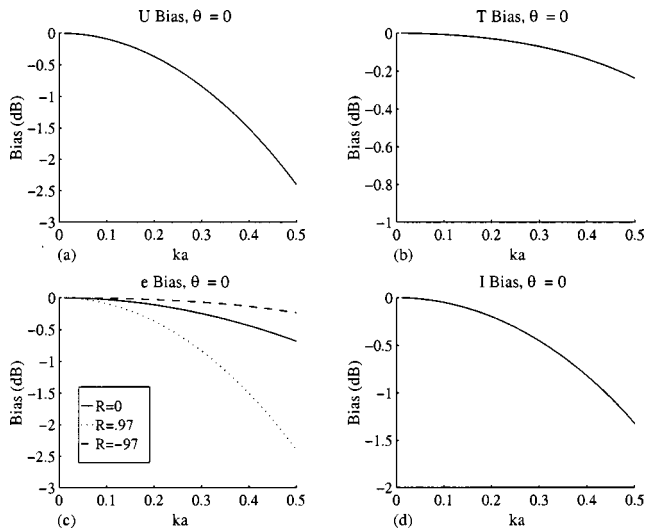 U Bias, θ = 0
0
−0.5
−1
−1.5
−2
−2.5
−3
Bias (dB)
0 0.1 0.2 0.3 0.4 0.5
(a) ka
T Bias, θ = 0
0
−0.2
−0.4
−0.6
−0.8
−1
Bias (dB)
0 0.1 0.2 0.3 0.4 0.5
(b) ka
e Bias, θ = 0
0
−0.5
−1
−1.5
−2
−2.5
−3
Bias (dB)
R=0
R=.97
R=−97
0 0.1 0.2 0.3 0.4 0.5
(c) ka
I Bias, θ = 0
0
−0.5
−1
−1.5
−2
Bias (dB)
0 0.1 0.2 0.3 0.4 0.5
(d) ka